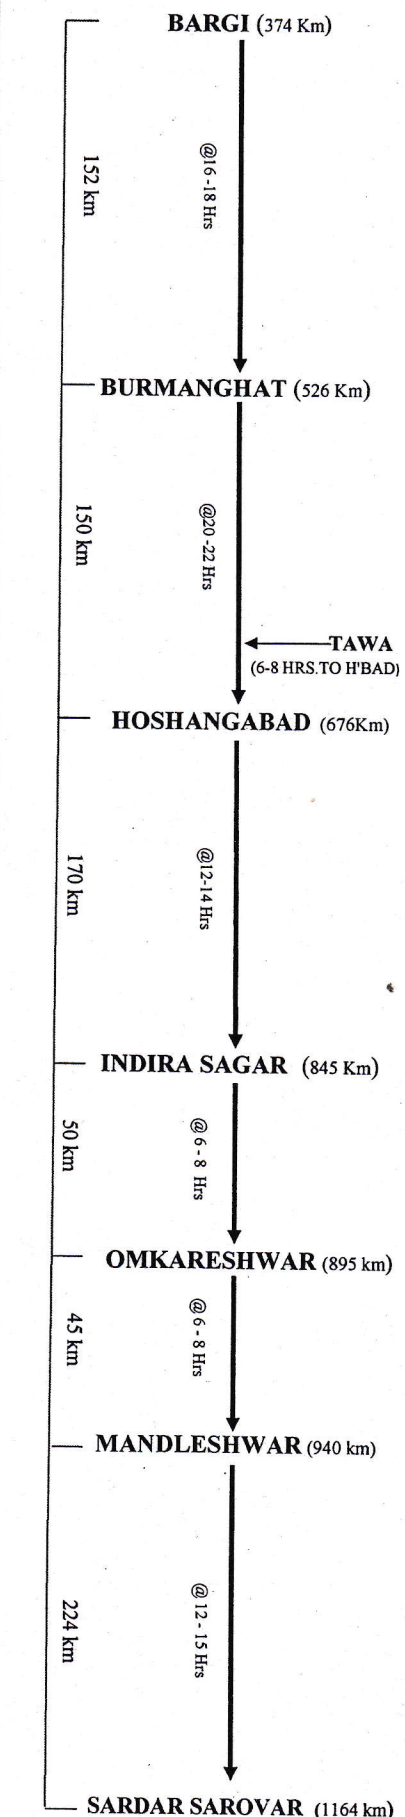 BARGI (374 Km)
152 km
@16 -18 Hrs
BURMANGHAT (526 Km)
150 km
@20 -22 Hrs
TAWA
(6-8 HRS.TO H'BAD)
HOSHANGABAD (676Km)
170 km
@12-14 Hrs
INDIRA SAGAR (845 Km)
50 km
@ 6 - 8 Hrs
OMKARESHWAR (895 km)
45 km
@ 6 - 8 Hrs
MANDLESHWAR (940 km)
224 km
@ 12 - 15 Hrs
SARDAR SAROVAR (1164 km)